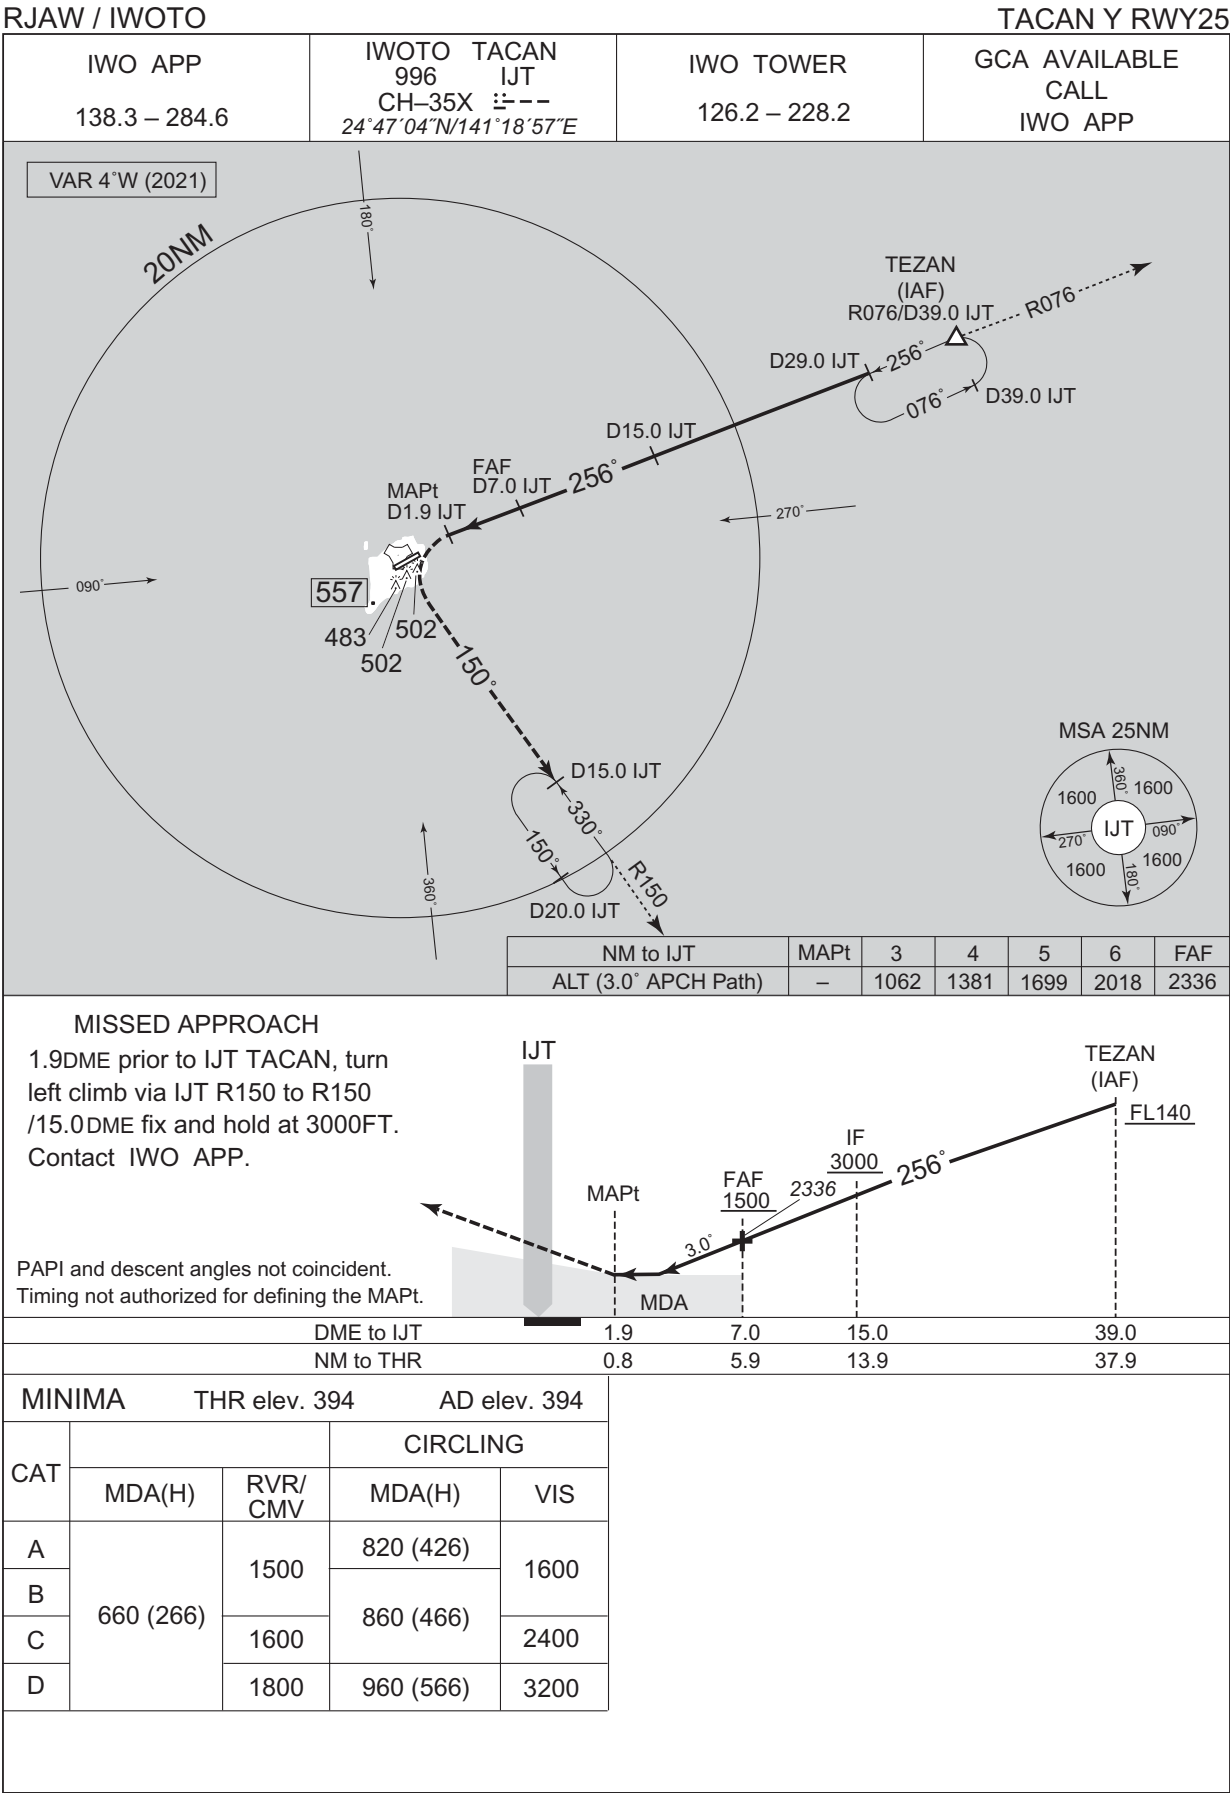 RJAW / IWOTO
TACAN Y RWY25
IWO APP
138.3 – 284.6
IWOTO TACAN
996 IJT
CH–35X
24˚47´04˝N/141˚18´57˝E
IWO TOWER
126.2 – 228.2
GCA AVAILABLE
CALL
IWO APP
VAR 4˚W (2021)
20NM
180˚
TEZAN
(IAF)
R076/D39.0 IJT
R076
D29.0 IJT
256˚
076˚
D39.0 IJT
D15.0 IJT
256˚
FAF
D7.0 IJT
MAPt
D1.9 IJT
270˚
090˚
557
483
502
502
150˚
D15.0 IJT
330˚
150˚
R150
D20.0 IJT
360˚
MSA 25NM
1600
360˚
1600
IJT
270˚
090˚
1600
180˚
1600
NM to IJT MAPt 3 4 5 6 FAF
ALT (3.0˚ APCH Path) – 1062 1381 1699 2018 2336
MISSED APPROACH
1.9DME prior to IJT TACAN, turn
left climb via IJT R150 to R150
/15.0DME fix and hold at 3000FT.
Contact IWO APP.
PAPI and descent angles not coincident.
Timing not authorized for defining the MAPt.
IJT
MAPt
FAF
1500
2336
IF
3000
256˚
TEZAN
(IAF)
FL140
3.0˚
MDA
DME to IJT 1.9 7.0 15.0 39.0
NM to THR 0.8 5.9 13.9 37.9
MINIMA THR elev. 394 AD elev. 394
CAT
CIRCLING
MDA(H)
RVR/
CMV
MDA(H)
VIS
A
B
C
D
660 (266)
1500
1600
1800
820 (426)
860 (466)
960 (566)
1600
2400
3200